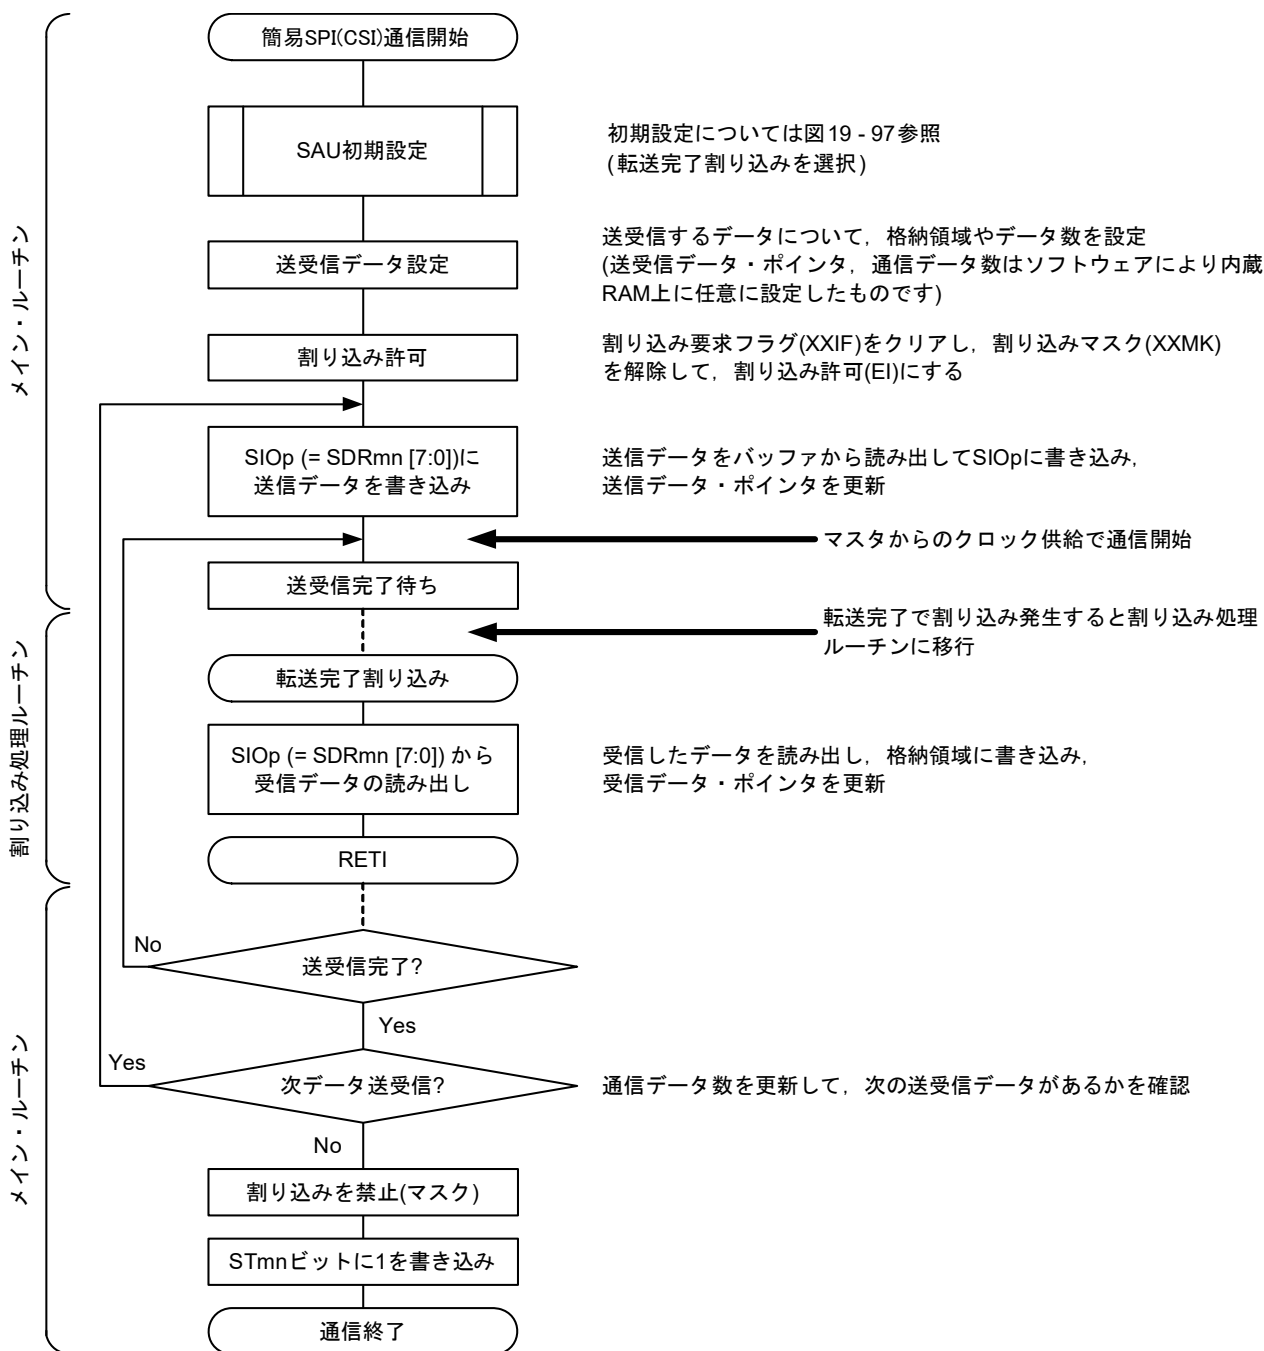 簡易SPI(CSI)通信開始
SAU初期設定
初期設定については図19 - 97参照
(転送完了割り込みを選択)
メイン・ルーチン
送受信データ設定
送受信するデータについて，格納領域やデータ数を設定
(送受信データ・ポインタ，通信データ数はソフトウェアにより内蔵
RAM上に任意に設定したものです)
割り込み許可
割り込み要求フラグ(XXIF)をクリアし，割り込みマスク(XXMK)
を解除して，割り込み許可(EI)にする
SIOp (= SDRmn [7:0])に
送信データを書き込み
送信データをバッファから読み出してSIOpに書き込み，
送信データ・ポインタを更新
マスタからのクロック供給で通信開始
送受信完了待ち
転送完了で割り込み発生すると割り込み処理
ルーチンに移行
割り込み処理ルーチン
転送完了割り込み
SIOp (= SDRmn [7:0]) から
受信データの読み出し
受信したデータを読み出し，格納領域に書き込み，
受信データ・ポインタを更新
RETI
No
送受信完了?
Yes
メイン・ルーチン
Yes
次データ送受信?
通信データ数を更新して，次の送受信データがあるかを確認
No
割り込みを禁止(マスク)
STmnビットに1を書き込み
通信終了